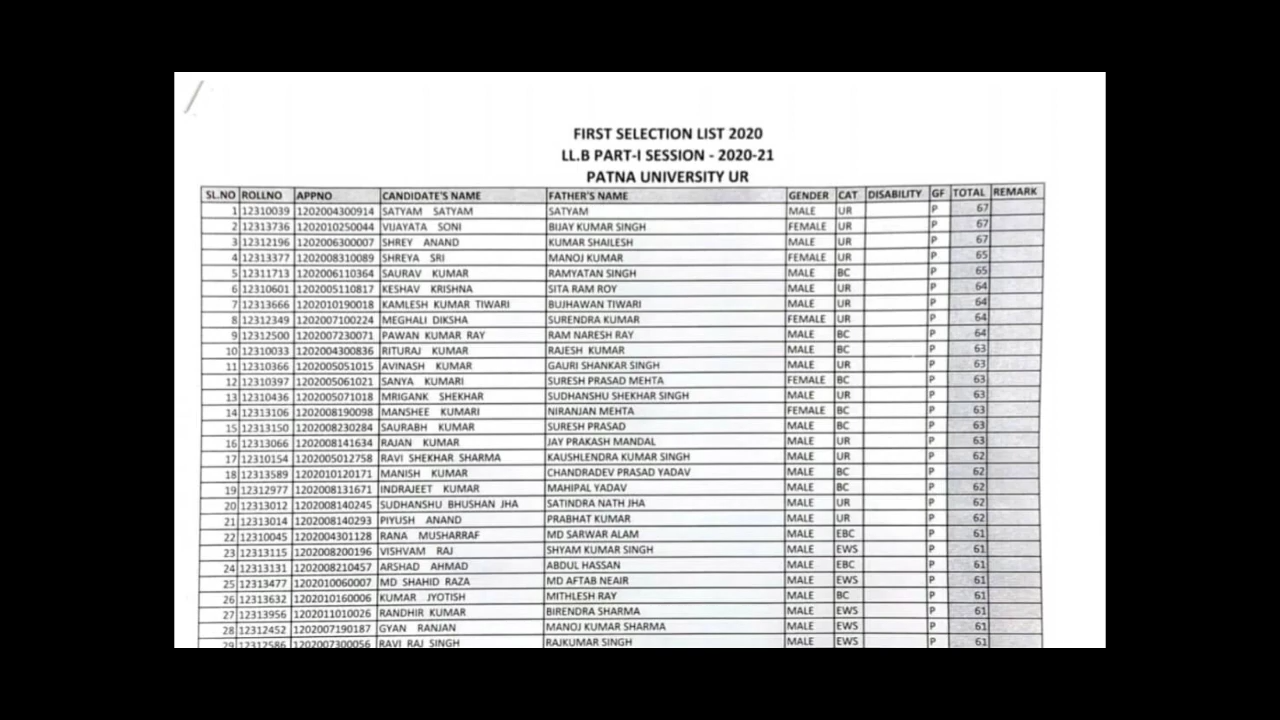 FIRST SELECTION LIST 2020
LL.B PART-I SESSION - 2020-21
PATNA UNIVERSITY UR
SL.NO ROLLNO APPNO CANDIDATE'S NAME FATHER'S NAME GENDER CAT DISABILITY GF TOTAL REMARK
1 12310039 1202004300914 SATYAM SATYAM SATYAM MALE UR P 67
2 12313736 1202010250044 VIJAYATA SONI BIJAY KUMAR SINGH FEMALE UR P 67
3 12312196 1202006300007 SHREY ANAND KUMAR SHAILESH MALE UR P 67
4 12313377 1202008310089 SHREYA SRI MANOJ KUMAR FEMALE UR P 65
5 12311713 1202006110364 SAURAV KUMAR RAMYATAN SINGH MALE BC P 65
6 12310601 1202005110817 KESHAV KRISHNA SITA RAM ROY MALE UR P 64
7 12313666 1202010190018 KAMLESH KUMAR TIWARI BUJHAWAN TIWARI MALE UR P 64
8 12312349 1202007100224 MEGHALI DIKSHA SURENDRA KUMAR FEMALE UR P 64
9 12312500 1202007230071 PAWAN KUMAR RAY RAM NARESH RAY MALE BC P 64
10 12310033 1202004300836 RITURAJ KUMAR RAJESH KUMAR MALE BC P 63
11 12310366 1202005051015 AVINASH KUMAR GAURI SHANKAR SINGH MALE UR P 63
12 12310397 1202005061021 SANYA KUMARI SURESH PRASAD MEHTA FEMALE BC P 63
13 12310436 1202005071018 MRIGANK SHEKHAR SUDHANSHU SHEKHAR SINGH MALE UR P 63
14 12313106 1202008190098 MANSHEE KUMARI NIRANJAN MEHTA FEMALE BC P 63
15 12313150 1202008230284 SAURABH KUMAR SURESH PRASAD MALE BC P 63
16 12313066 1202008141634 RAJAN KUMAR JAY PRAKASH MANDAL MALE UR P 63
17 12310154 1202005012758 RAVI SHEKHAR SHARMA KAUSHLENDRA KUMAR SINGH MALE UR P 62
18 12313589 1202010120171 MANISH KUMAR CHANDRADEV PRASAD YADAV MALE BC P 62
19 12312977 1202008131671 INDRAJEET KUMAR MAHIPAL YADAV MALE BC P 62
20 12313012 1202008140245 SUDHANSHU BHUSHAN JHA SATINDRA NATH JHA MALE UR P 62
21 12313014 1202008140293 PIYUSH ANAND PRABHAT KUMAR MALE UR P 62
22 12310045 1202004301128 RANA MUSHARRAF MD SARWAR ALAM MALE EBC P 61
23 12313115 1202008200196 VISHVAM RAJ SHYAM KUMAR SINGH MALE EWS P 61
24 12313131 1202008210457 ARSHAD AHMAD ABDUL HASSAN MALE EBC P 61
25 12313477 1202010060007 MD SHAHID RAZA MD AFTAB NEAIR MALE EWS P 61
26 12313632 1202010160006 KUMAR JYOTISH MITHLESH RAY MALE BC P 61
27 12313956 1202011010026 RANDHIR KUMAR BIRENDRA SHARMA MALE EWS P 61
28 12312452 1202007190187 GYAN RANJAN MANOJ KUMAR SHARMA MALE EWS P 61
29 12312586 1202007300056 RAVI RAJ SINGH RAJKUMAR SINGH MALE EWS P 61